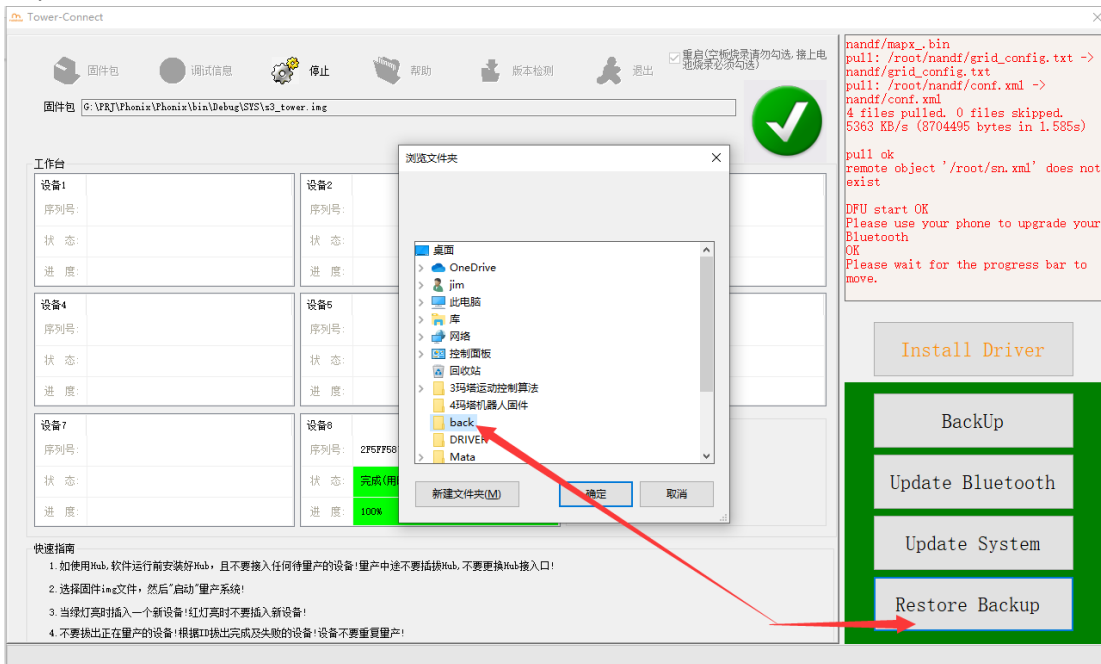 Tower-Connect
固件包
调试信息
停止
帮助
版本检测
退出
重启(空板烧录请勿勾选,接上电
池烧录必须勾选)
固件包 G:\PRJ\Phonix\Phonix\bin\Debug\SYS\s3_tower.img
工作台
设备1
序列号:
状 态:
进 度:
设备2
序列号:
状 态:
进 度:
设备4
序列号:
状 态:
进 度:
设备5
序列号:
状 态:
进 度:
设备7
序列号:
状 态:
进 度:
设备8
序列号: 2F5FF58
状 态: 完成(用
进 度: 100%
浏览文件夹
桌面
OneDrive
jim
此电脑
库
网络
控制面板
回收站
3玛塔运动控制算法
4玛塔机器人固件
back
DRIVER
Mata
新建文件夹(M)
确定
取消
快速指南
1.如使用Hub,软件运行前安装好Hub,且不要接入任何待量产的设备!量产中途不要插拔Hub,不要更换Hub接入口!
2.选择固件img文件,然后"启动"量产系统!
3.当绿灯亮时插入一个新设备!红灯亮时不要插入新设备!
4.不要拔出正在量产的设备!根据ID拔出完成及失败的设备!设备不要重复量产!
nandf/mapx_.bin
pull: /root/nandf/grid_config.txt ->
nandf/grid_config.txt
pull: /root/nandf/conf.xml ->
nandf/conf.xml
4 files pulled. 0 files skipped.
5363 KB/s (8704495 bytes in 1.585s)
pull ok
remote object '/root/sn.xml' does not
exist
DFU start OK
Please use your phone to upgrade your
Bluetooth
OK
Please wait for the progress bar to
move.
Install Driver
BackUp
Update Bluetooth
Update System
Restore Backup